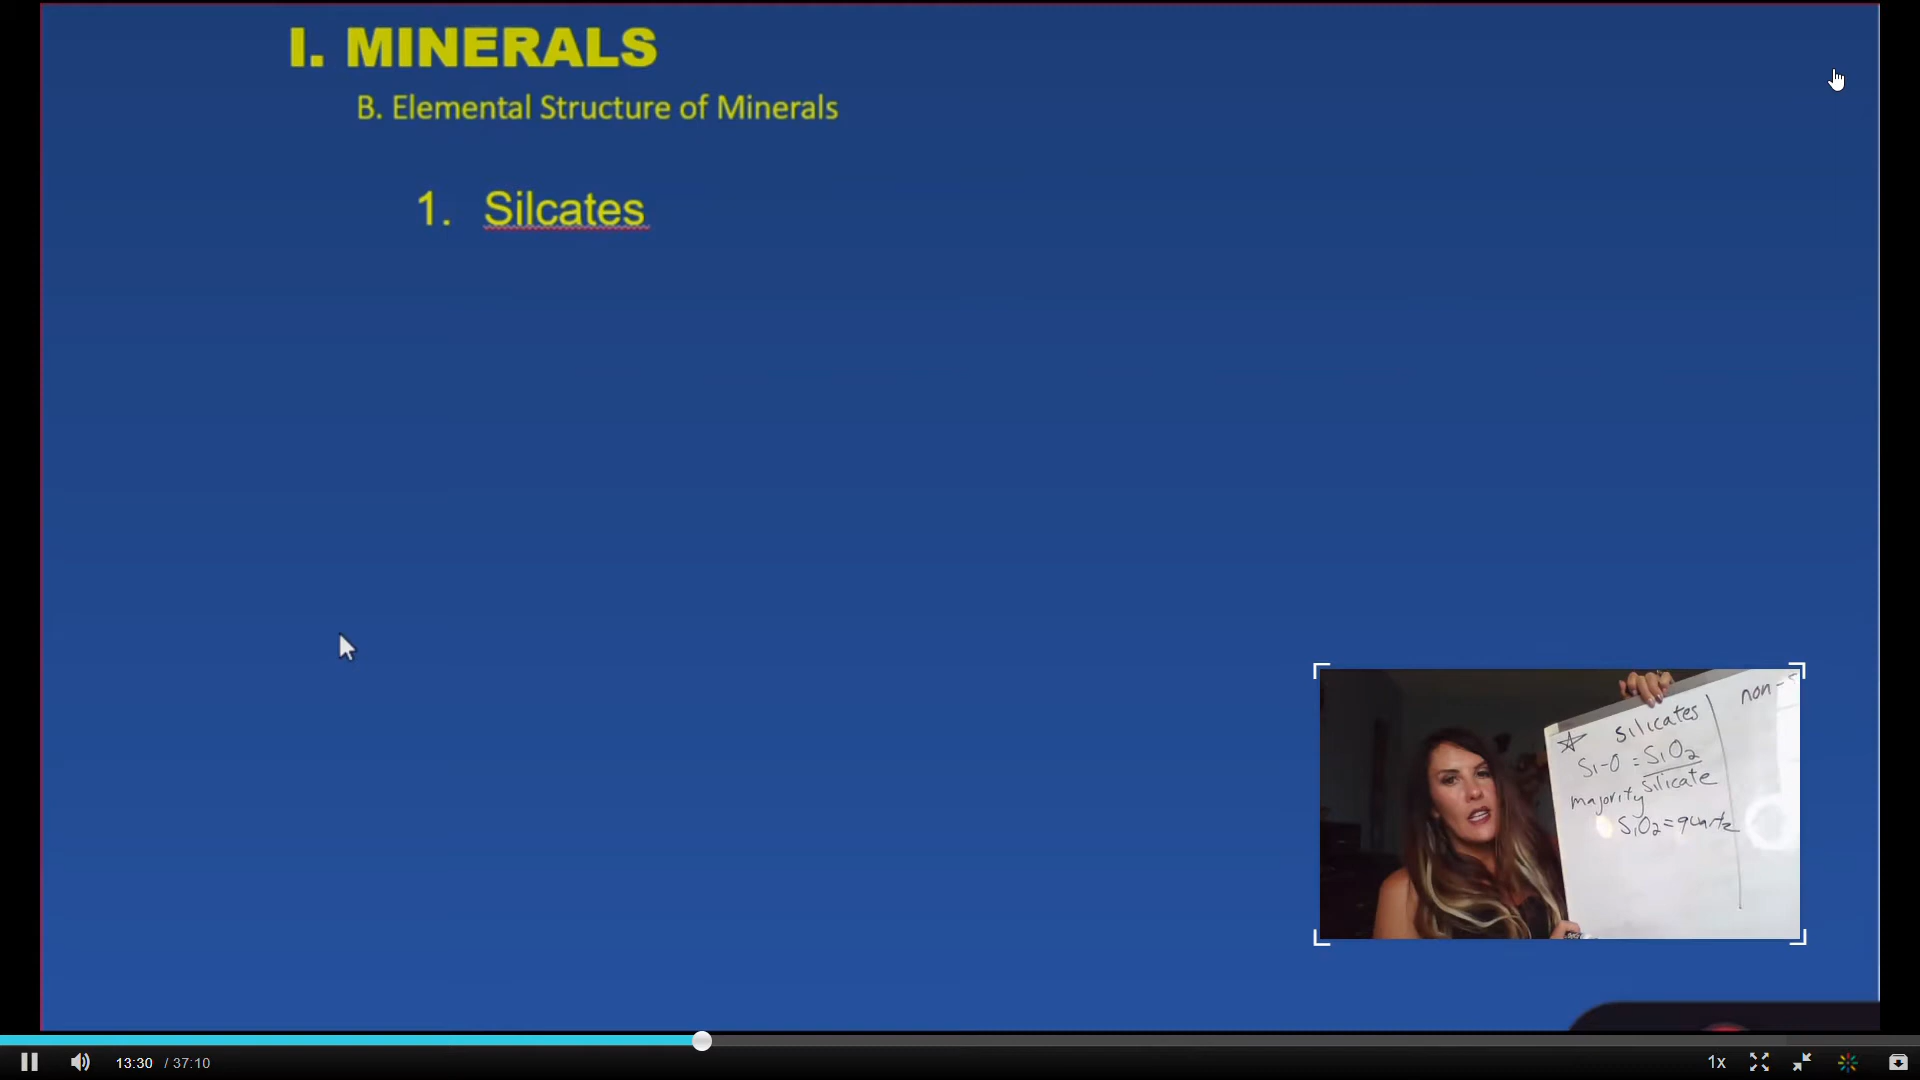 I. MINERALS
B. Elemental Structure of Minerals
1. Silcates
silicates
non-
Si-O = SiO2
silicate
majority
SiO2 = quartz
13:30 / 37:10
1x